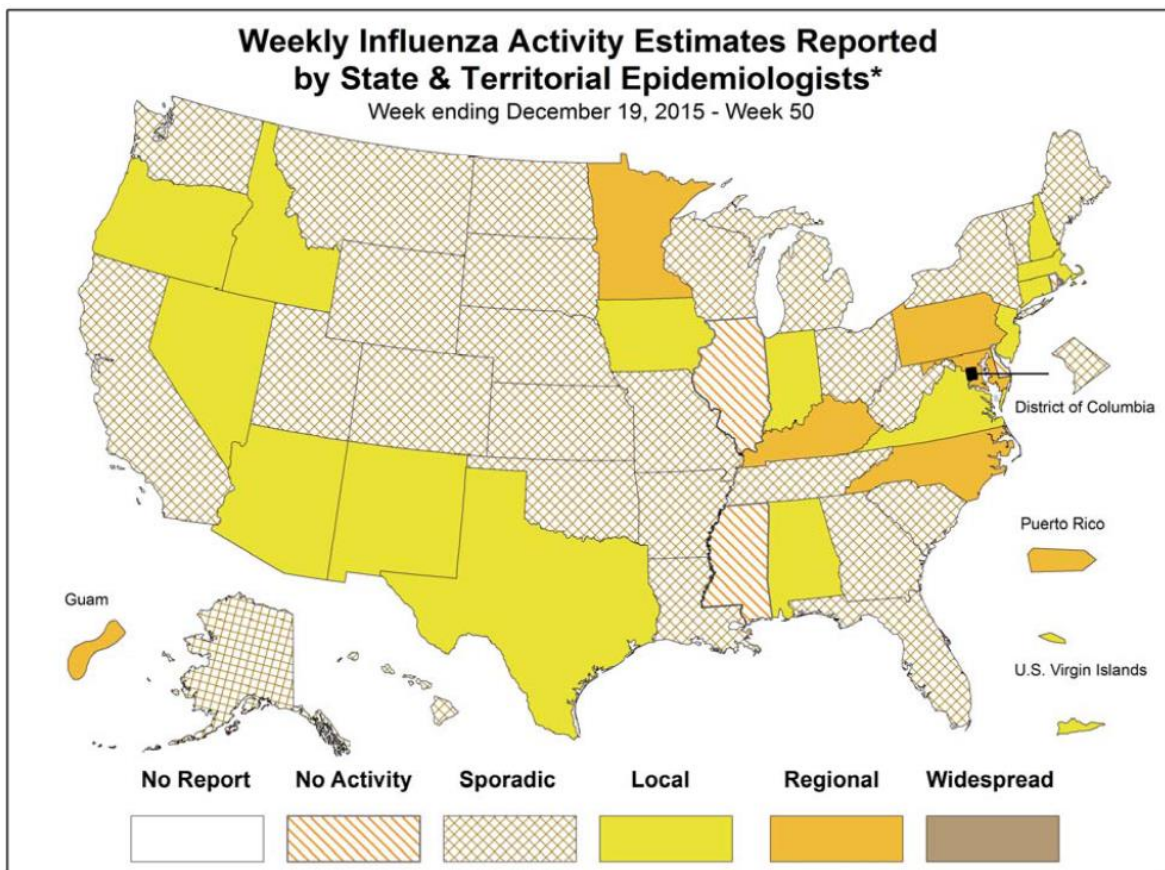 Weekly Influenza Activity Estimates Reported
by State & Territorial Epidemiologists*
Week ending December 19, 2015 - Week 50
District of Columbia
Puerto Rico
Guam
U.S. Virgin Islands
No Report No Activity Sporadic Local Regional Widespread